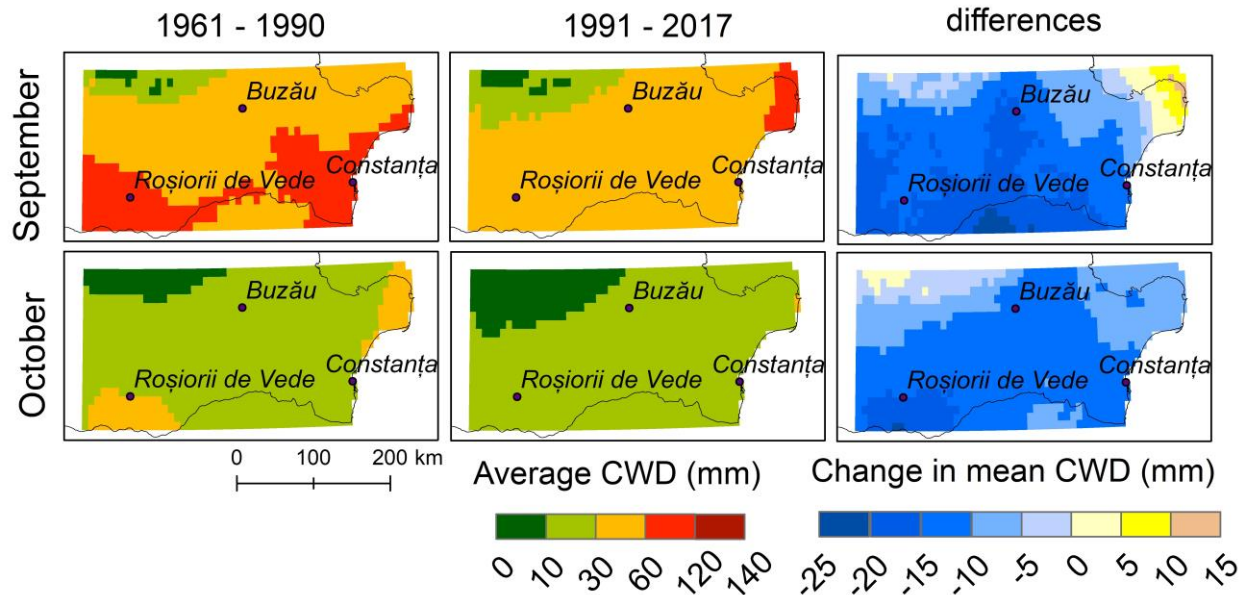 1961 - 1990 1991 - 2017 differences
September
Buzău Buzău Buzău
Constanța Constanța Constanța
Roșiorii de Vede Roșiorii de Vede Roșiorii de Vede
October
Buzău Buzău Buzău
Constanța Constanța Constanța
Roșiorii de Vede Roșiorii de Vede Roșiorii de Vede
0 100 200 km
Average CWD (mm) Change in mean CWD (mm)
0 10 30 60 120 140
-25 -20 -15 -10 -5 0 5 10 15